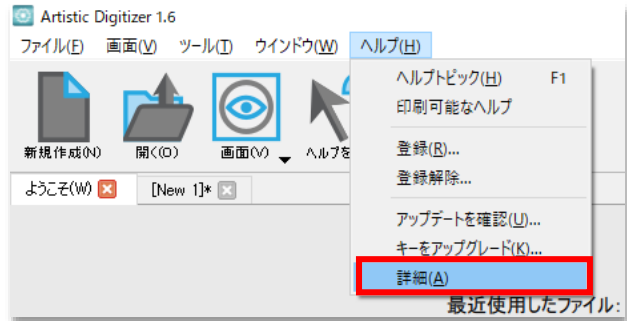 Artistic Digitizer 1.6
ファイル(F) 画面(V) ツール(T) ウインドウ(W) ヘルプ(H)
ヘルプトピック(H) F1
印刷可能なヘルプ
登録(R)...
登録解除...
アップデートを確認(U)...
キーをアップグレード(K)...
詳細(A)
新規作成(N) 開く(O) 画面(V) ヘルプを
ようこそ(W) [New 1]*
最近使用したファイル: